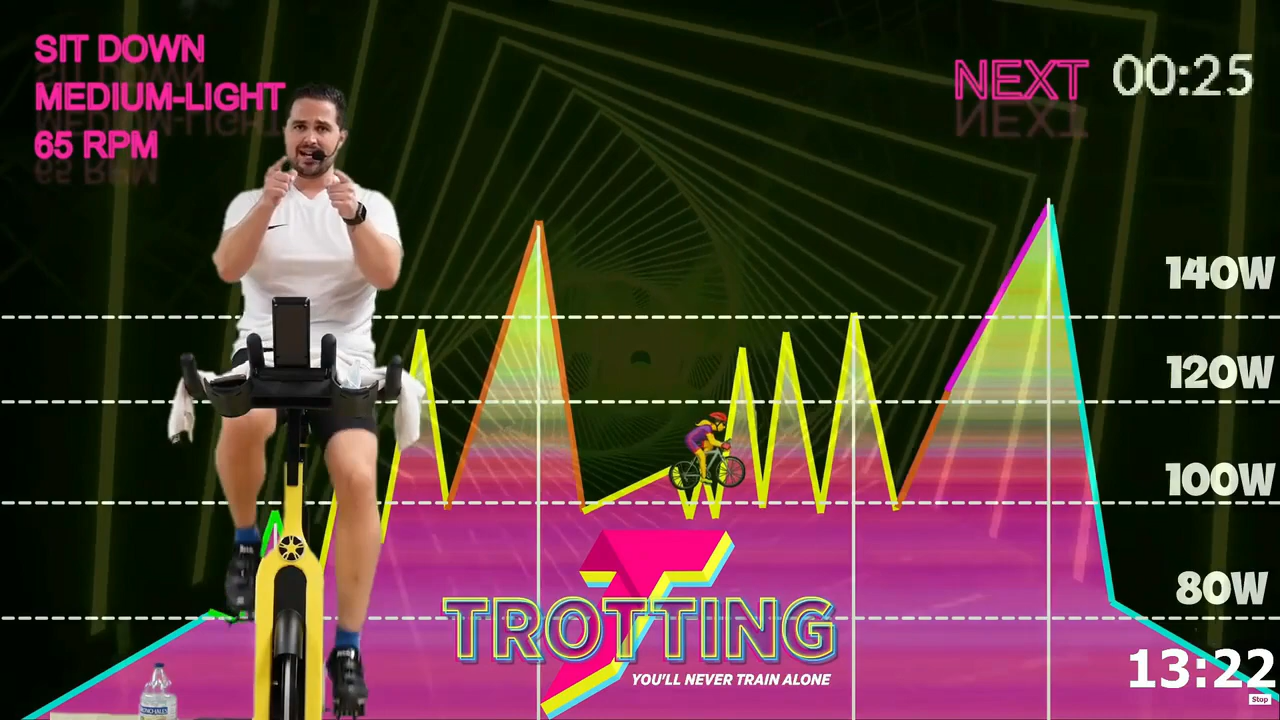 SIT DOWN
MEDIUM-LIGHT
65 RPM
NEXT 00:25
140W
120W
100W
80W
TROTTING
YOU'LL NEVER TRAIN ALONE
13:22
Stop